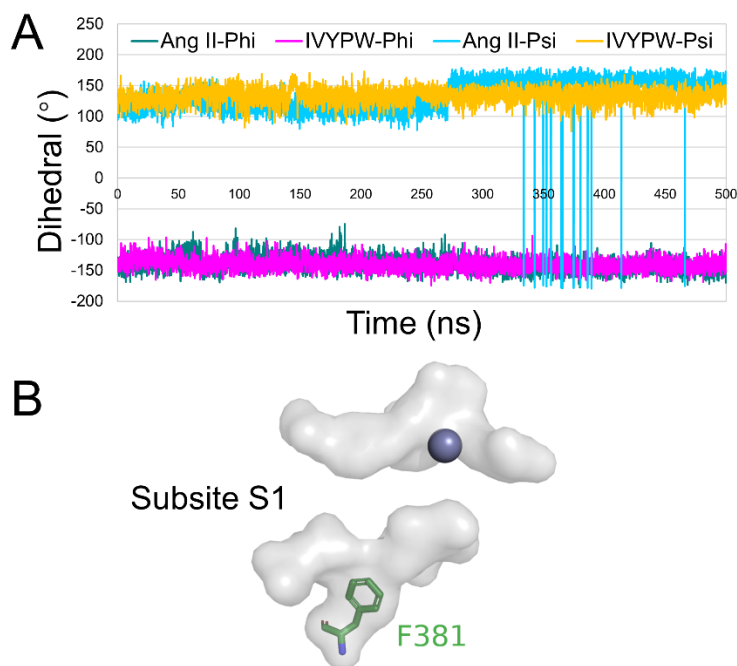 A
Ang II-Phi IVYPW-Phi Ang II-Psi IVYPW-Psi
250
200
150
100
50
0
-50
-100
-150
-200
0 50 100 150 200 250 300 350 400 450 500
Dihedral (°)
Time (ns)
B
Subsite S1
F381